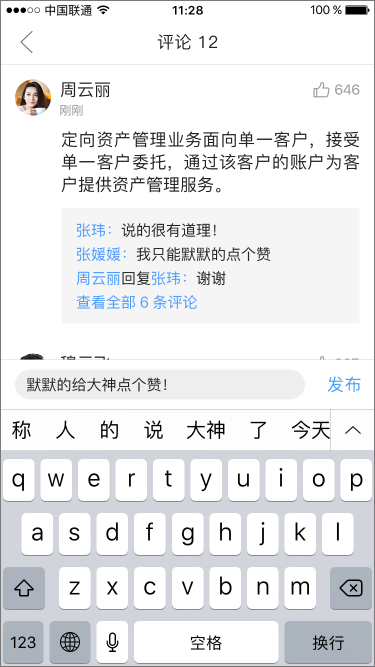 中国联通 11:28 100 %
评论 12
周云丽 646
刚刚
定向资产管理业务面向单一客户，接受
单一客户委托，通过该客户的账户为客
户提供资产管理服务。
张玮：说的很有道理！
张媛媛：我只能默默的点个赞
周云丽回复张玮：谢谢
查看全部 6 条评论
默默的给大神点个赞！ 发布
称 人 的 说 大神 了 今天
q w e r t y u i o p
a s d f g h j k l
z x c v b n m
123 空格 换行